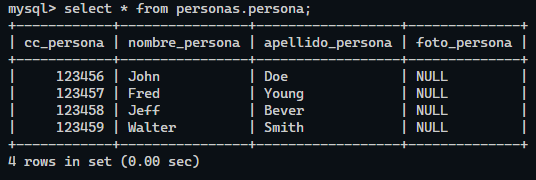 mysql> select * from personas.persona;
+------------+----------------+------------------+--------------+
| cc_persona | nombre_persona | apellido_persona | foto_persona |
+------------+----------------+------------------+--------------+
|     123456 | John           | Doe              | NULL         |
|     123457 | Fred           | Young            | NULL         |
|     123458 | Jeff           | Bever            | NULL         |
|     123459 | Walter         | Smith            | NULL         |
+------------+----------------+------------------+--------------+
4 rows in set (0.00 sec)